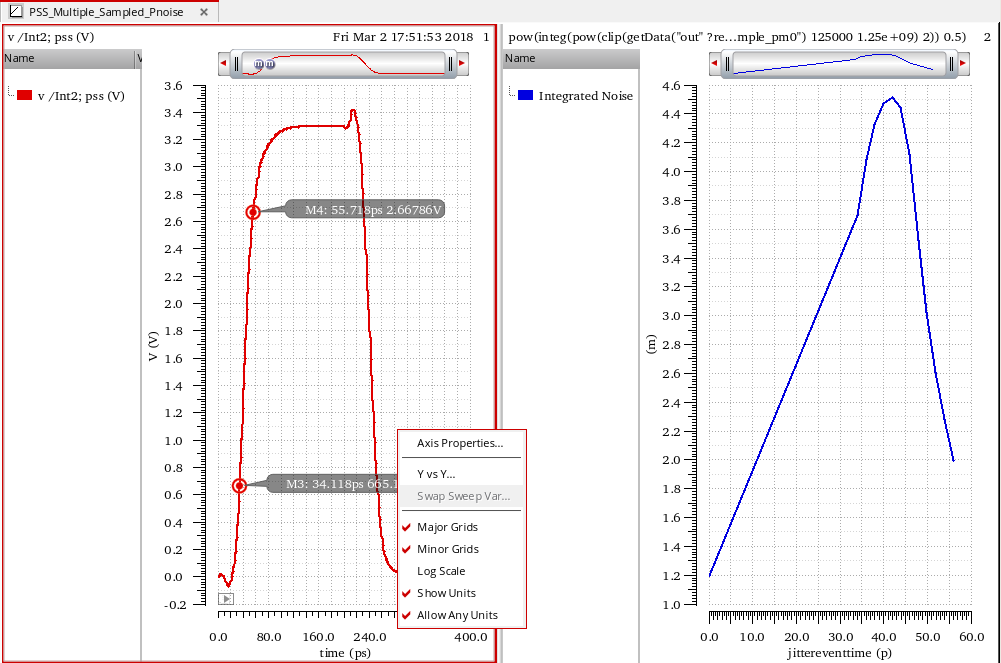 PSS_Multiple_Sampled_Pnoise
v /Int2; pss (V)
Fri Mar 2 17:51:53 2018 1
Name
V
v /Int2; pss (V)
m m
3.6
3.4
3.2
3.0
2.8
2.6
2.4
2.2
2.0
1.8
1.6
1.4
1.2
1.0
0.8
0.6
0.4
0.2
0.0
-0.2
V (V)
M4: 55.718ps 2.66786V
M3: 34.118ps 665.1
0.0 80.0 160.0 240.0 400.0
time (ps)
Axis Properties...
Y vs Y...
Swap Sweep Var...
Major Grids
Minor Grids
Log Scale
Show Units
Allow Any Units
pow(integ(pow(clip(getData("out" ?re...mple_pm0") 125000 1.25e+09) 2)) 0.5) 2
Name
Integrated Noise
4.6
4.4
4.2
4.0
3.8
3.6
3.4
3.2
3.0
2.8
2.6
2.4
2.2
2.0
1.8
1.6
1.4
1.2
1.0
(m)
0.0 10.0 20.0 30.0 40.0 50.0 60.0
jittereventtime (p)